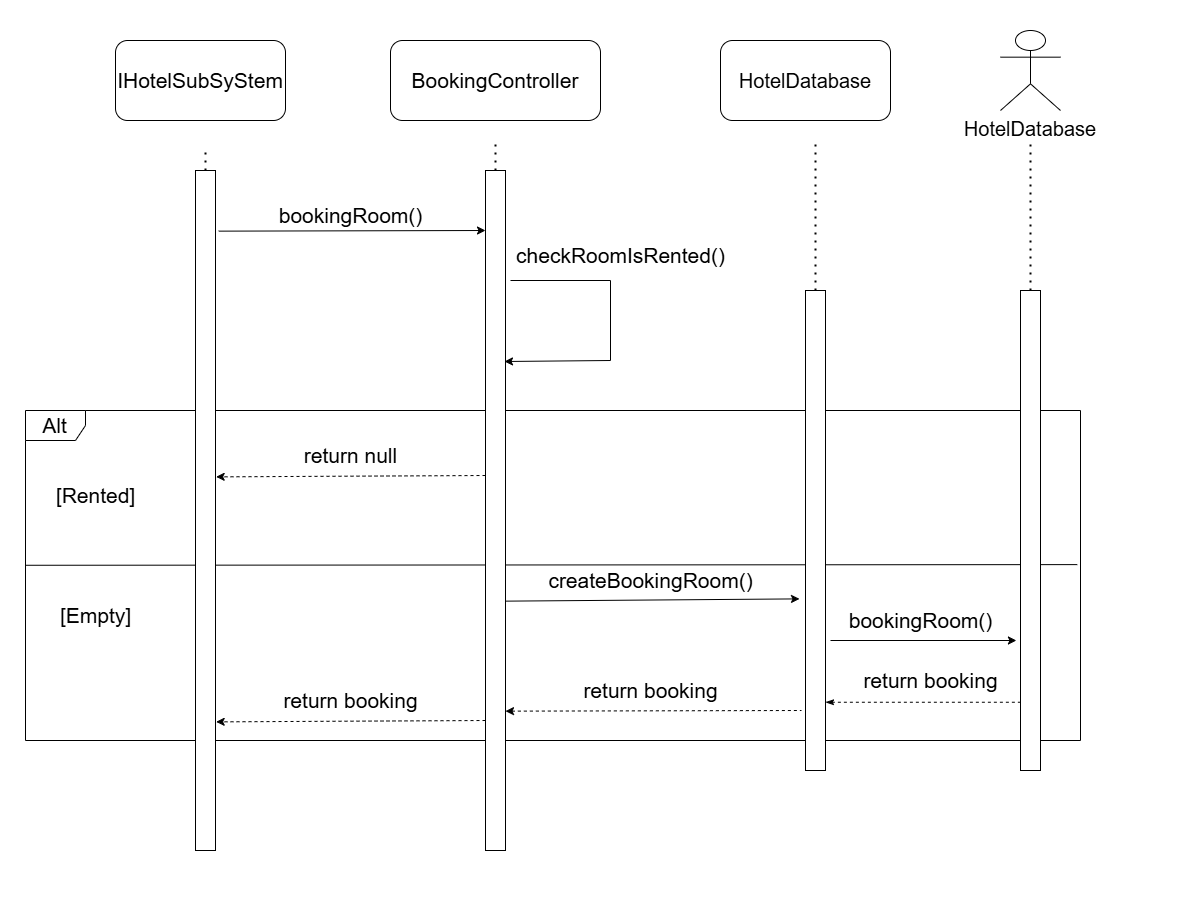 IHotelSubSyStem
BookingController
HotelDatabase
HotelDatabase
bookingRoom()
checkRoomIsRented()
Alt
return null
[Rented]
createBookingRoom()
[Empty]
bookingRoom()
return booking
return booking
return booking